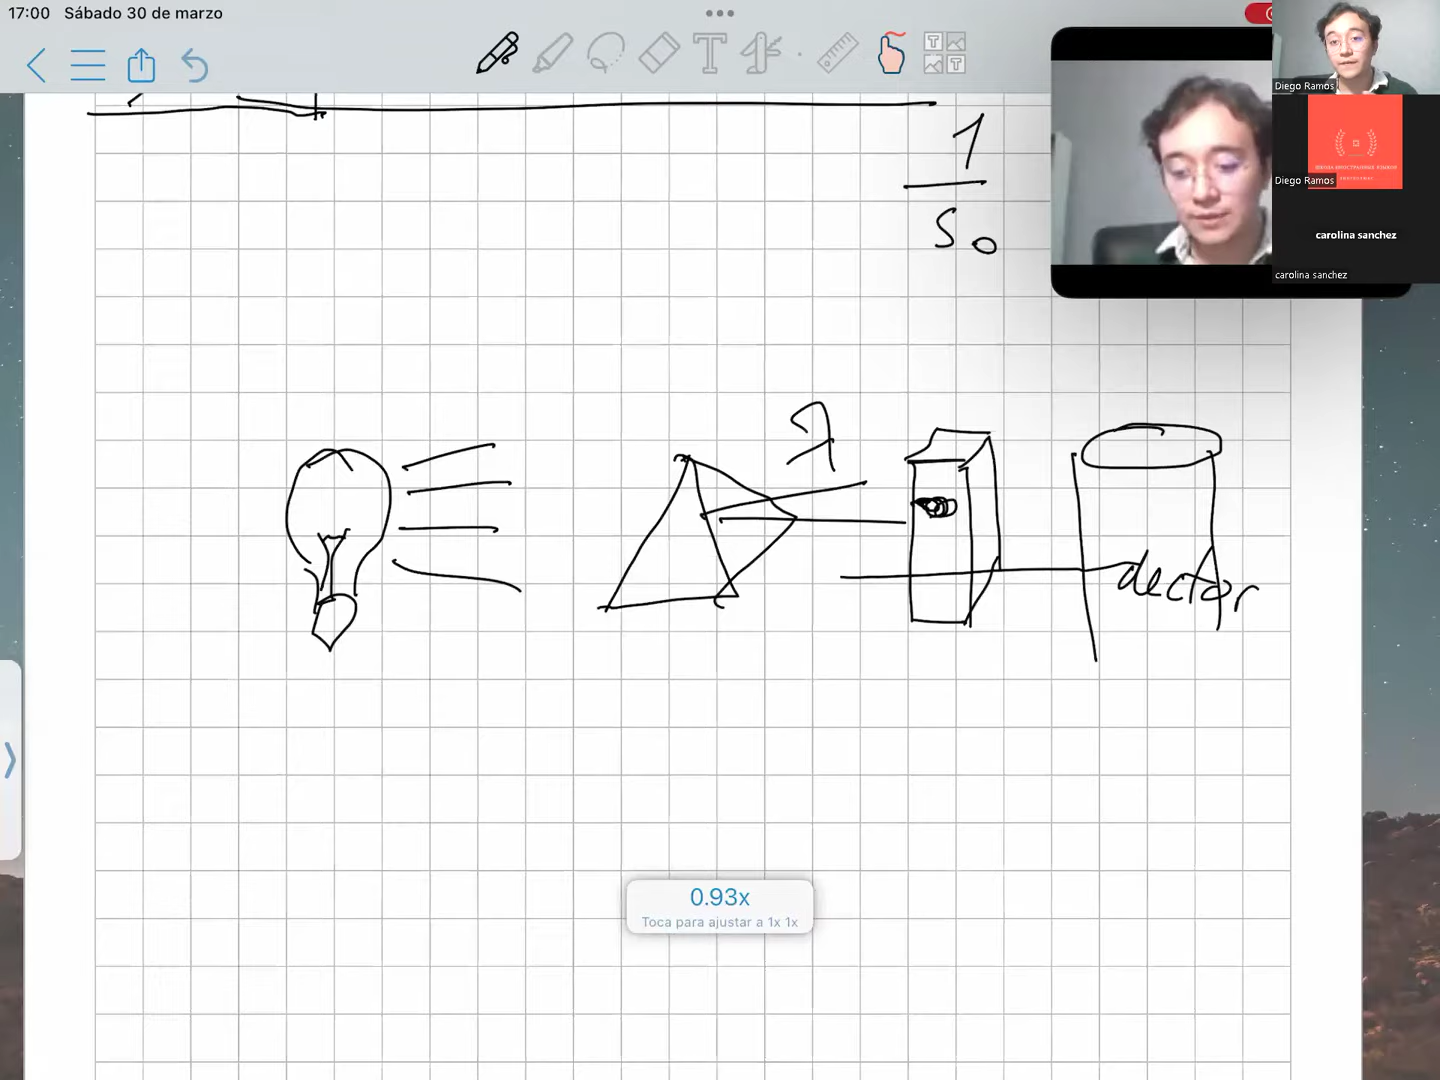 17:00 Sábado 30 de marzo
Diego Ramos
Diego Ramos
carolina sanchez
carolina sanchez
1
50
λ
dector
0.93x
Toca para ajustar a 1x 1x